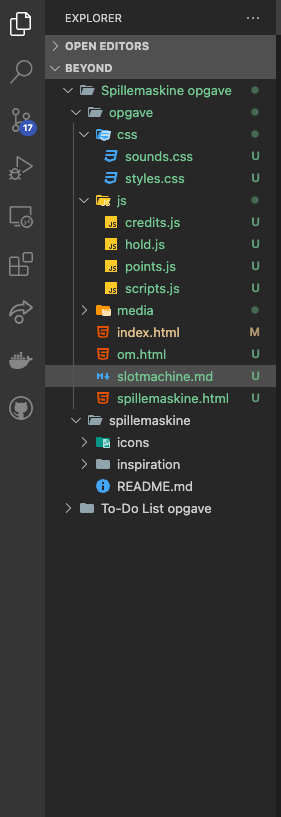 EXPLORER ...
OPEN EDITORS
BEYOND
Spillemaskine opgave
opgave
css
17
sounds.css U
styles.css U
js
credits.js U
hold.js U
points.js U
scripts.js U
media
index.html M
om.html U
slotmachine.md U
spillemaskine.html U
spillemaskine
icons
inspiration
README.md
To-Do List opgave